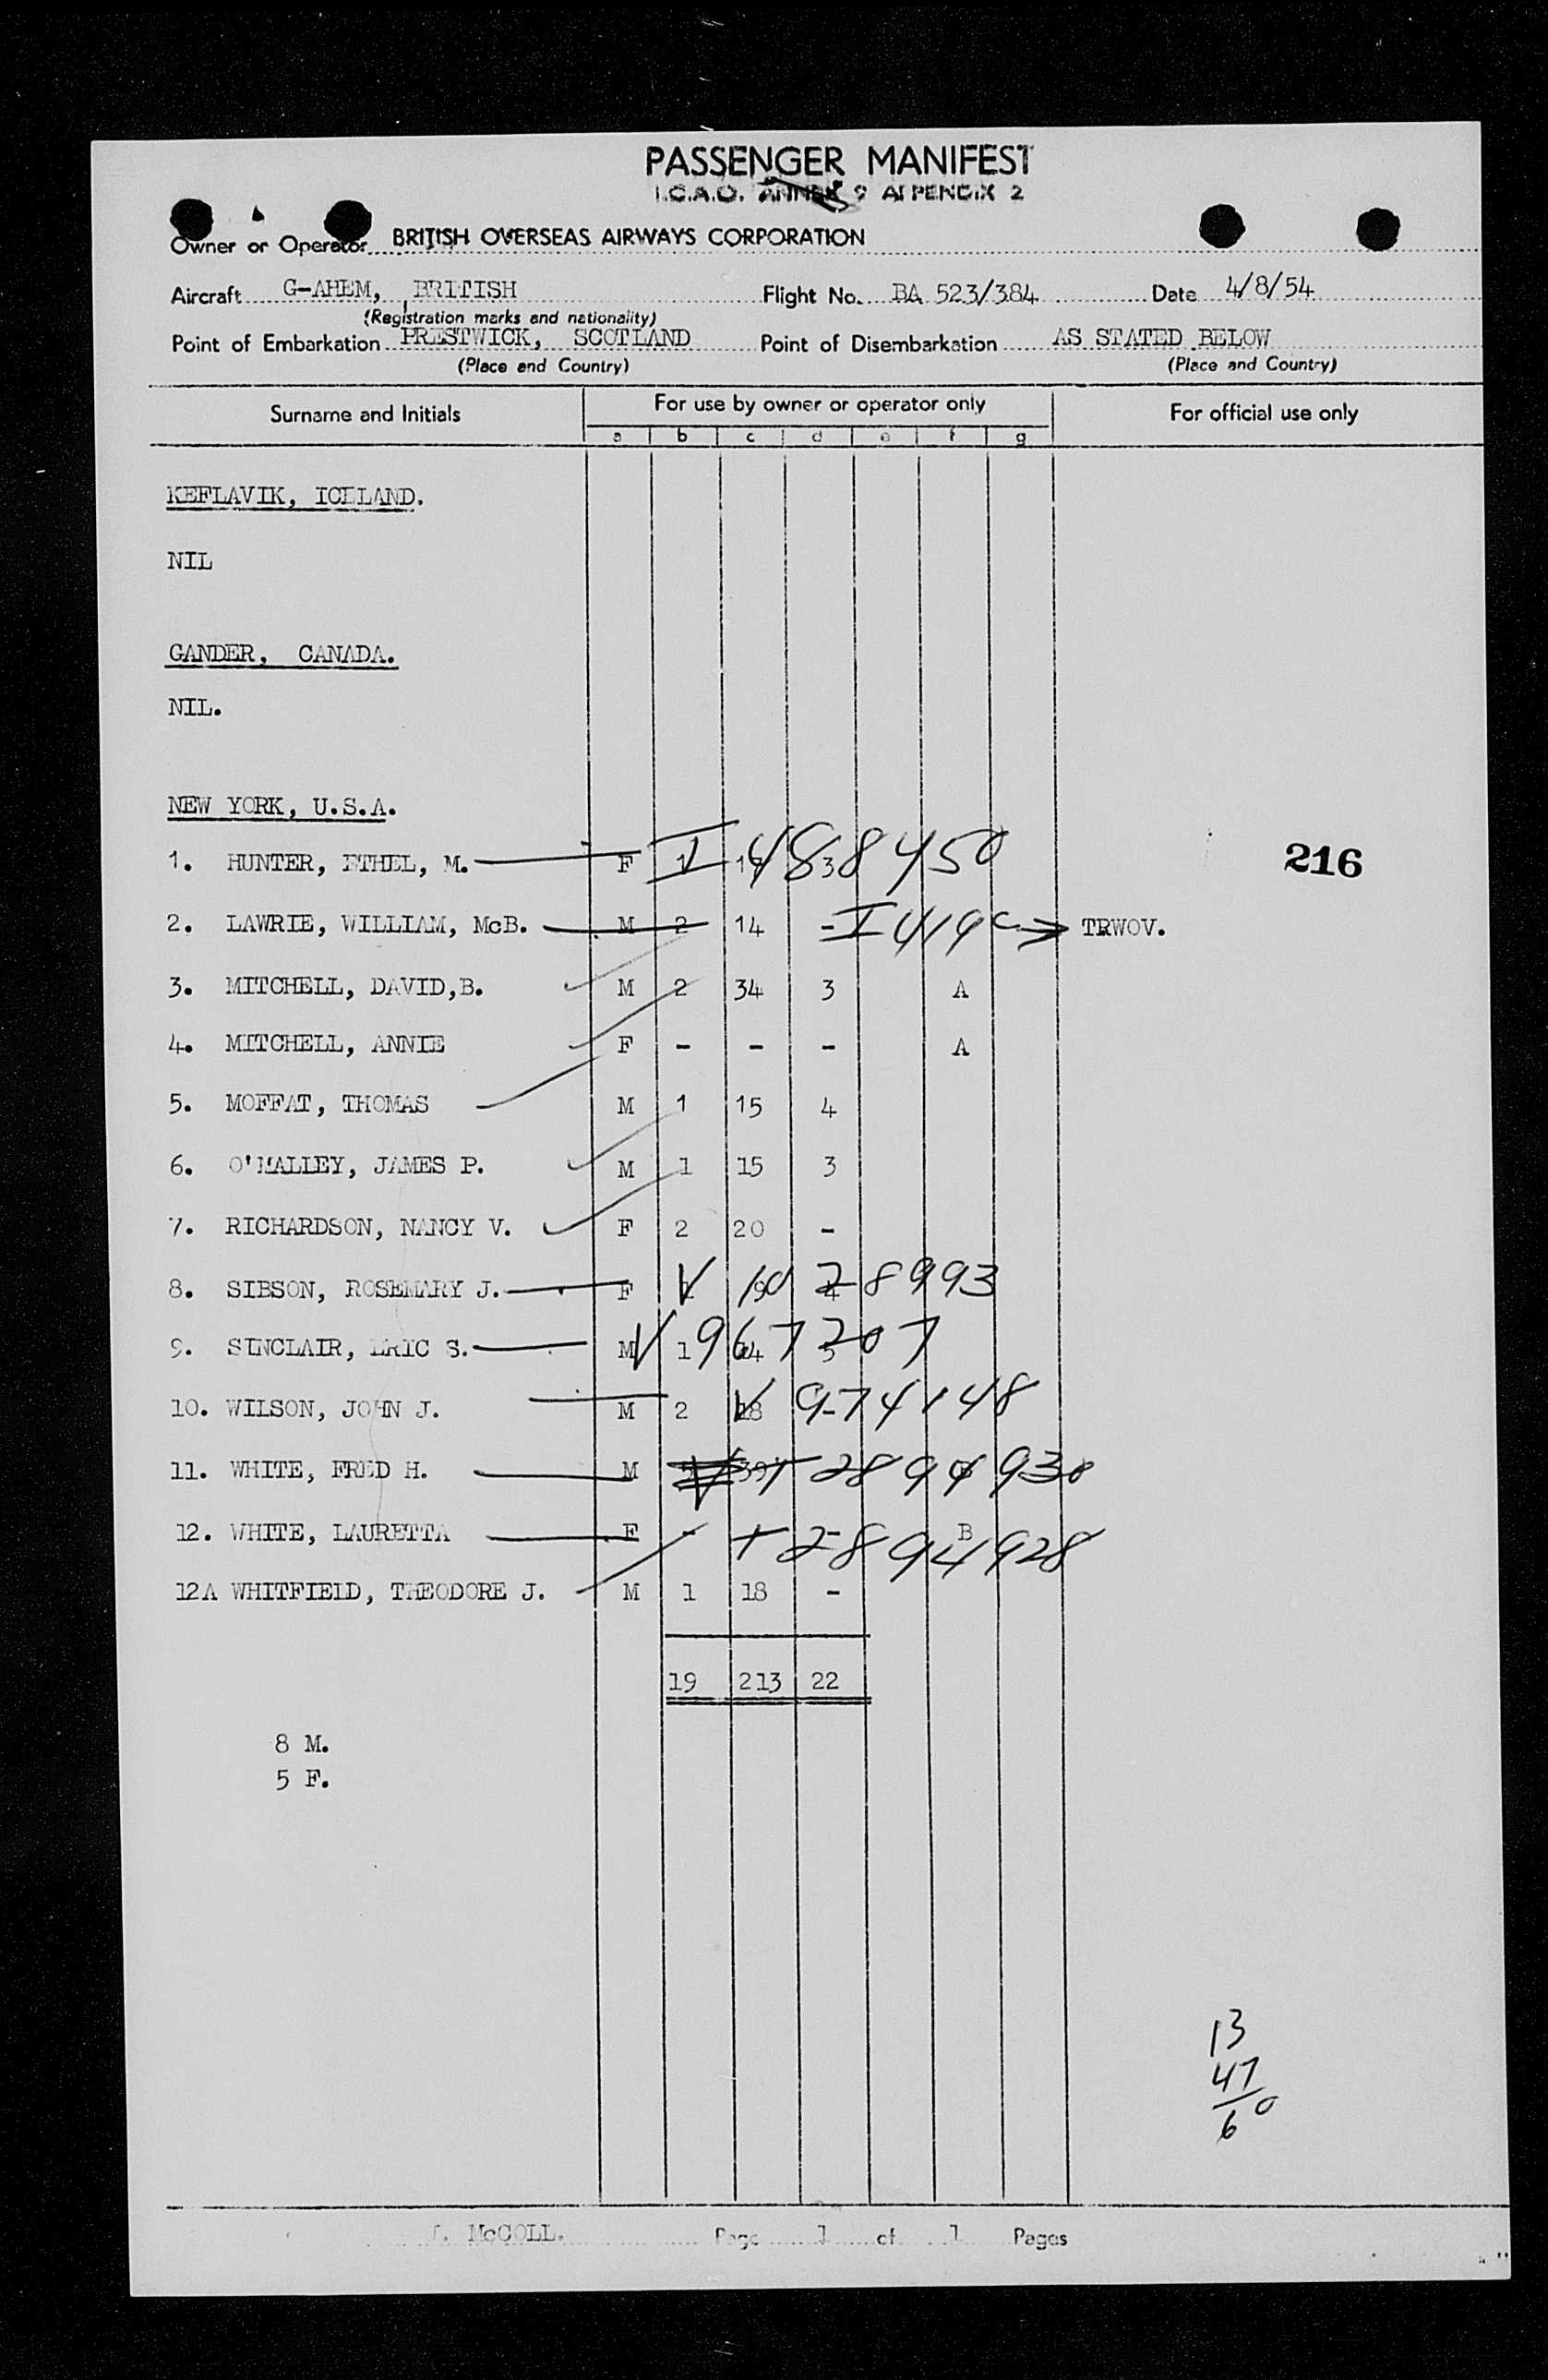 PASSENGER MANIFEST
I.C.A.O. ANNEX 9 APPENDIX 2
Owner or Operator BRITISH OVERSEAS AIRWAYS CORPORATION
Aircraft G-AHEM, BRITISH Flight No. BA 523/384 Date 4/8/54
(Registration marks and nationality)
Point of Embarkation PRESTWICK, SCOTLAND Point of Disembarkation AS STATED BELOW
(Place and Country) (Place and Country)
Surname and Initials For use by owner or operator only For official use only
a b c d e f g
KEFLAVIK, ICELAND.
NIL
GANDER, CANADA.
NIL.
NEW YORK, U.S.A.
1. HUNTER, ETHEL, M. F 1 3 I 488450 216
2. LAWRIE, WILLIAM, McB. M 2 14 - TRWOV.
3. MITCHELL, DAVID,B. M 2 34 3 A
4. MITCHELL, ANNIE F - - - A
5. MOFFAT, THOMAS M 1 15 4
6. O'MALLEY, JAMES P. M 1 15 3
7. RICHARDSON, NANCY V. F 2 20 -
8. SIBSON, ROSEMARY J. F V 1028993
9. SINCLAIR, ERIC S. M 1 V 967207
10. WILSON, JOHN J. M 2 18 - V 974148
11. WHITE, FRED H. M 39
12. WHITE, LAURETTA F - - B 2894928
12A WHITFIELD, THEODORE J. M 1 18 -
19 213 22
8 M.
5 F.
13
47
60
McCOLL. Page 1 of 1 Pages